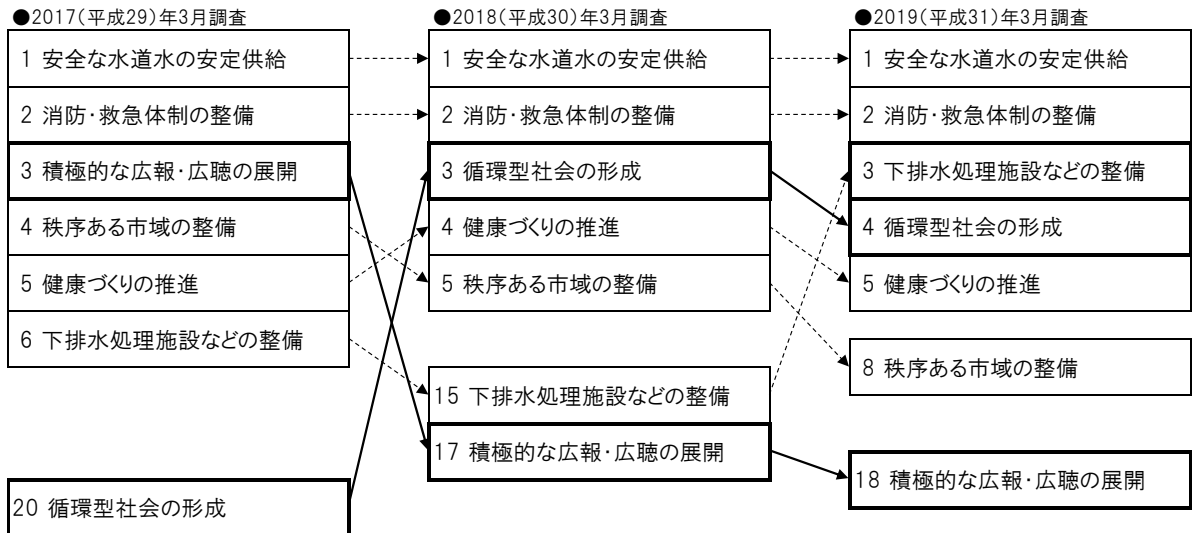 ●2017(平成29)年3月調査
1 安全な水道水の安定供給
2 消防・救急体制の整備
3 積極的な広報・広聴の展開
4 秩序ある市域の整備
5 健康づくりの推進
6 下排水処理施設などの整備
20 循環型社会の形成
●2018(平成30)年3月調査
1 安全な水道水の安定供給
2 消防・救急体制の整備
3 循環型社会の形成
4 健康づくりの推進
5 秩序ある市域の整備
15 下排水処理施設などの整備
17 積極的な広報・広聴の展開
●2019(平成31)年3月調査
1 安全な水道水の安定供給
2 消防・救急体制の整備
3 下排水処理施設などの整備
4 循環型社会の形成
5 健康づくりの推進
8 秩序ある市域の整備
18 積極的な広報・広聴の展開